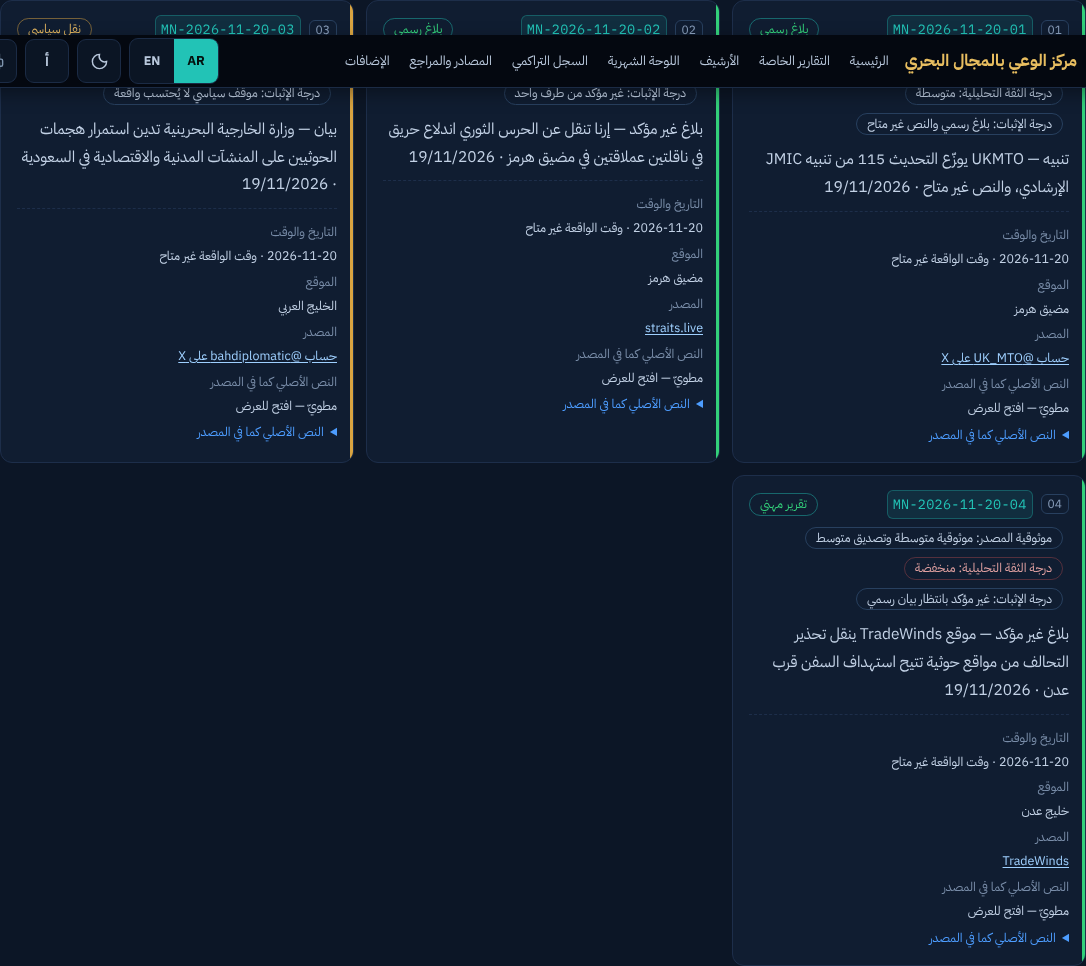 01
MN-2026-11-20-01
بلاغ رسمي
02
MN-2026-11-20-02
بلاغ رسمي
03
MN-2026-11-20-03
نقل سياسي
مركز الوعي بالمجال البحري
الرئيسية
التقارير الخاصة
الأرشيف
اللوحة الشهرية
السجل التراكمي
المصادر والمراجع
الإضافات
AR
EN
أ
درجة الثقة التحليلية: متوسطة
درجة الإثبات: بلاغ رسمي والنص غير متاح
تنبيه — UKMTO يوزّع التحديث 115 من تنبيه JMIC
الإرشادي، والنص غير متاح · 19/11/2026
التاريخ والوقت
2026-11-20 · وقت الواقعة غير متاح
الموقع
مضيق هرمز
المصدر
حساب @UK_MTO على X
النص الأصلي كما في المصدر
مطويّ — افتح للعرض
◄ النص الأصلي كما في المصدر
درجة الإثبات: غير مؤكد من طرف واحد
بلاغ غير مؤكد — إرنا تنقل عن الحرس الثوري اندلاع حريق
في ناقلتين عملاقتين في مضيق هرمز · 19/11/2026
التاريخ والوقت
2026-11-20 · وقت الواقعة غير متاح
الموقع
مضيق هرمز
المصدر
straits.live
النص الأصلي كما في المصدر
مطويّ — افتح للعرض
◄ النص الأصلي كما في المصدر
درجة الإثبات: موقف سياسي لا يُحتسب واقعة
بيان — وزارة الخارجية البحرينية تدين استمرار هجمات
الحوثيين على المنشآت المدنية والاقتصادية في السعودية
· 19/11/2026
التاريخ والوقت
2026-11-20 · وقت الواقعة غير متاح
الموقع
الخليج العربي
المصدر
حساب @bahdiplomatic على X
النص الأصلي كما في المصدر
مطويّ — افتح للعرض
◄ النص الأصلي كما في المصدر
04
MN-2026-11-20-04
تقرير مهني
موثوقية المصدر: موثوقية متوسطة وتصديق متوسط
درجة الثقة التحليلية: منخفضة
درجة الإثبات: غير مؤكد بانتظار بيان رسمي
بلاغ غير مؤكد — موقع TradeWinds ينقل تحذير
التحالف من مواقع حوثية تتيح استهداف السفن قرب
عدن · 19/11/2026
التاريخ والوقت
2026-11-20 · وقت الواقعة غير متاح
الموقع
خليج عدن
المصدر
TradeWinds
النص الأصلي كما في المصدر
مطويّ — افتح للعرض
◄ النص الأصلي كما في المصدر